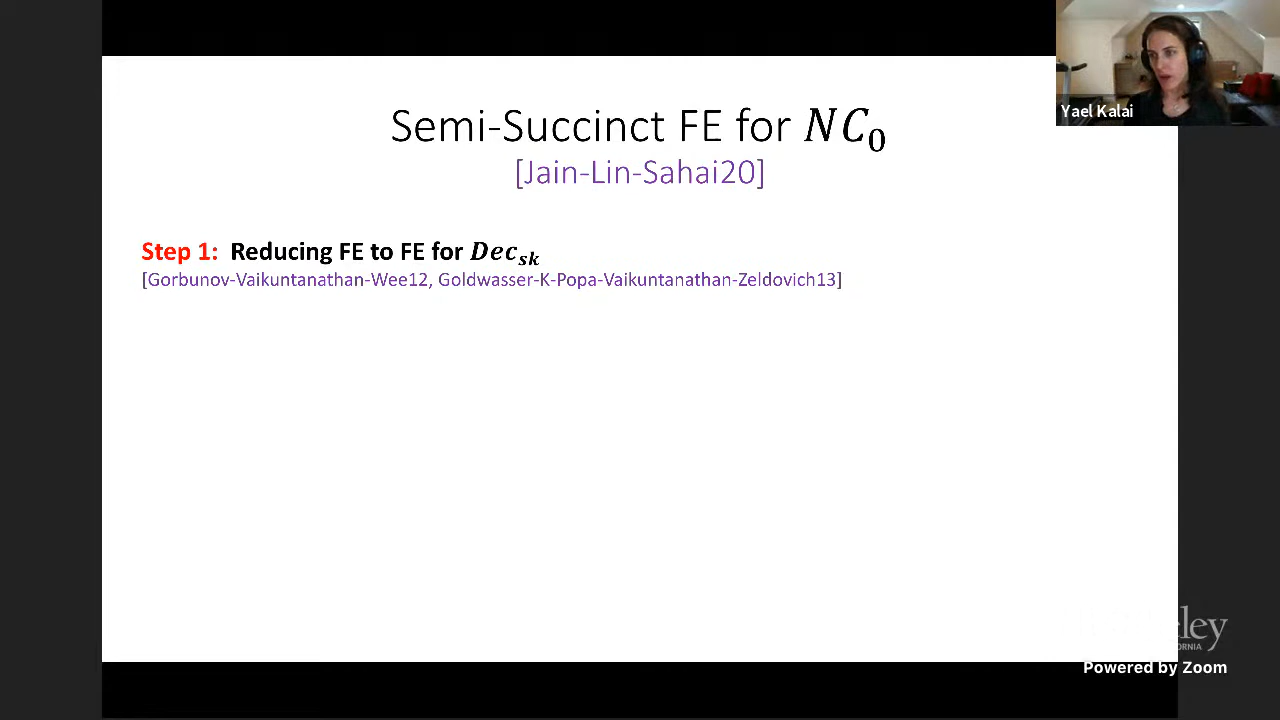 Yael Kalai
Semi-Succinct FE for NC₀
[Jain-Lin-Sahai20]
Step 1: Reducing FE to FE for Dec_sk
[Gorbunov-Vaikuntanathan-Wee12, Goldwasser-K-Popa-Vaikuntanathan-Zeldovich13]
Powered by Zoom